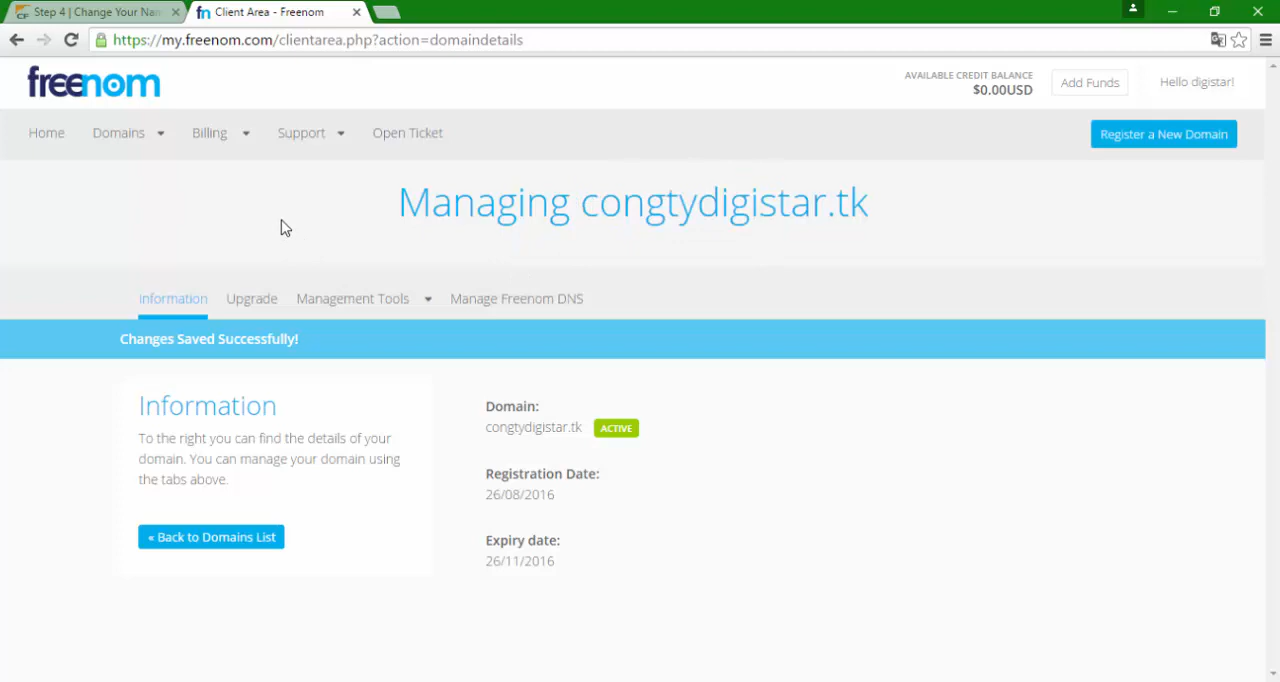 Step 4 | Change Your Nan
Client Area - Freenom
https://my.freenom.com/clientarea.php?action=domaindetails
freenom
AVAILABLE CREDIT BALANCE
$0.00USD
Add Funds
Hello digistar!
Home
Domains
Billing
Support
Open Ticket
Register a New Domain
Managing congtydigistar.tk
Information
Upgrade
Management Tools
Manage Freenom DNS
Changes Saved Successfully!
Information
To the right you can find the details of your
domain. You can manage your domain using
the tabs above.
« Back to Domains List
Domain:
congtydigistar.tk ACTIVE
Registration Date:
26/08/2016
Expiry date:
26/11/2016